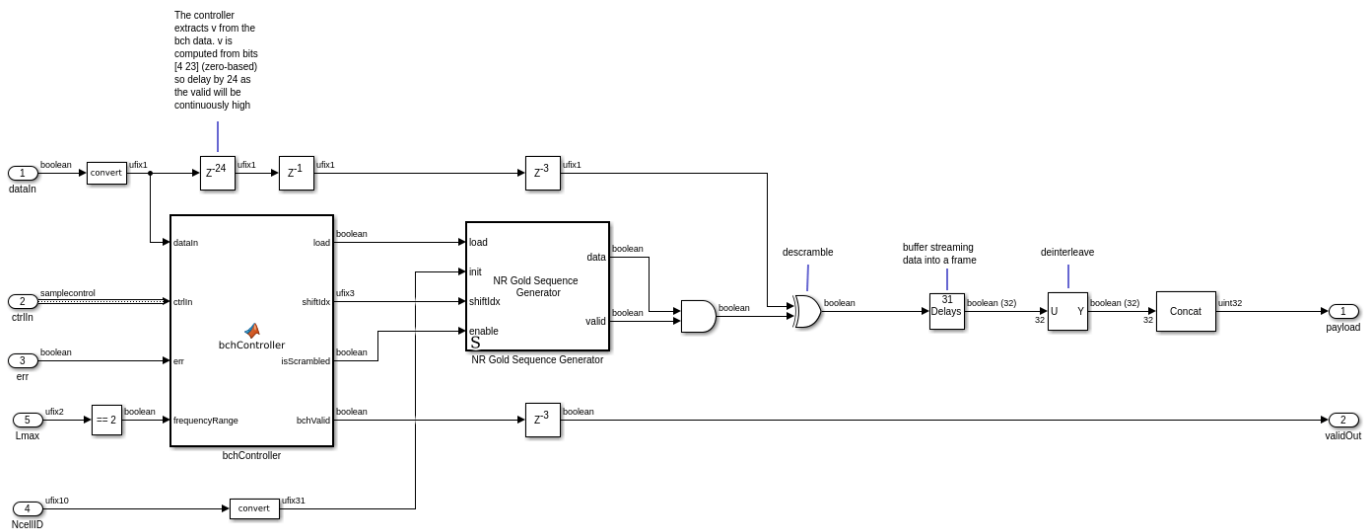 The controller
extracts v from the
bch data. v is
computed from bits
[4 23] (zero-based)
so delay by 24 as
the valid will be
continuously high
1
boolean
dataIn
convert
ufix1
Z-24
ufix1
Z-1
ufix1
Z-3
ufix1
dataIn
load
boolean
2
samplecontrol
ctrlIn
ctrlIn
shiftIdx
ufix3
bchController
3
boolean
err
err
isScrambled
boolean
5
ufix2
Lmax
== 2
boolean
frequencyRange
bchValid
boolean
bchController
4
ufix10
NcellID
convert
ufix31
load
init
shiftIdx
enable
S
NR Gold Sequence
Generator
data
boolean
valid
boolean
NR Gold Sequence Generator
boolean
descramble
boolean
buffer streaming
data into a frame
31
Delays
boolean (32)
32
deinterleave
U Y
boolean (32)
32
Concat
uint32
1
payload
Z-3
boolean
2
validOut